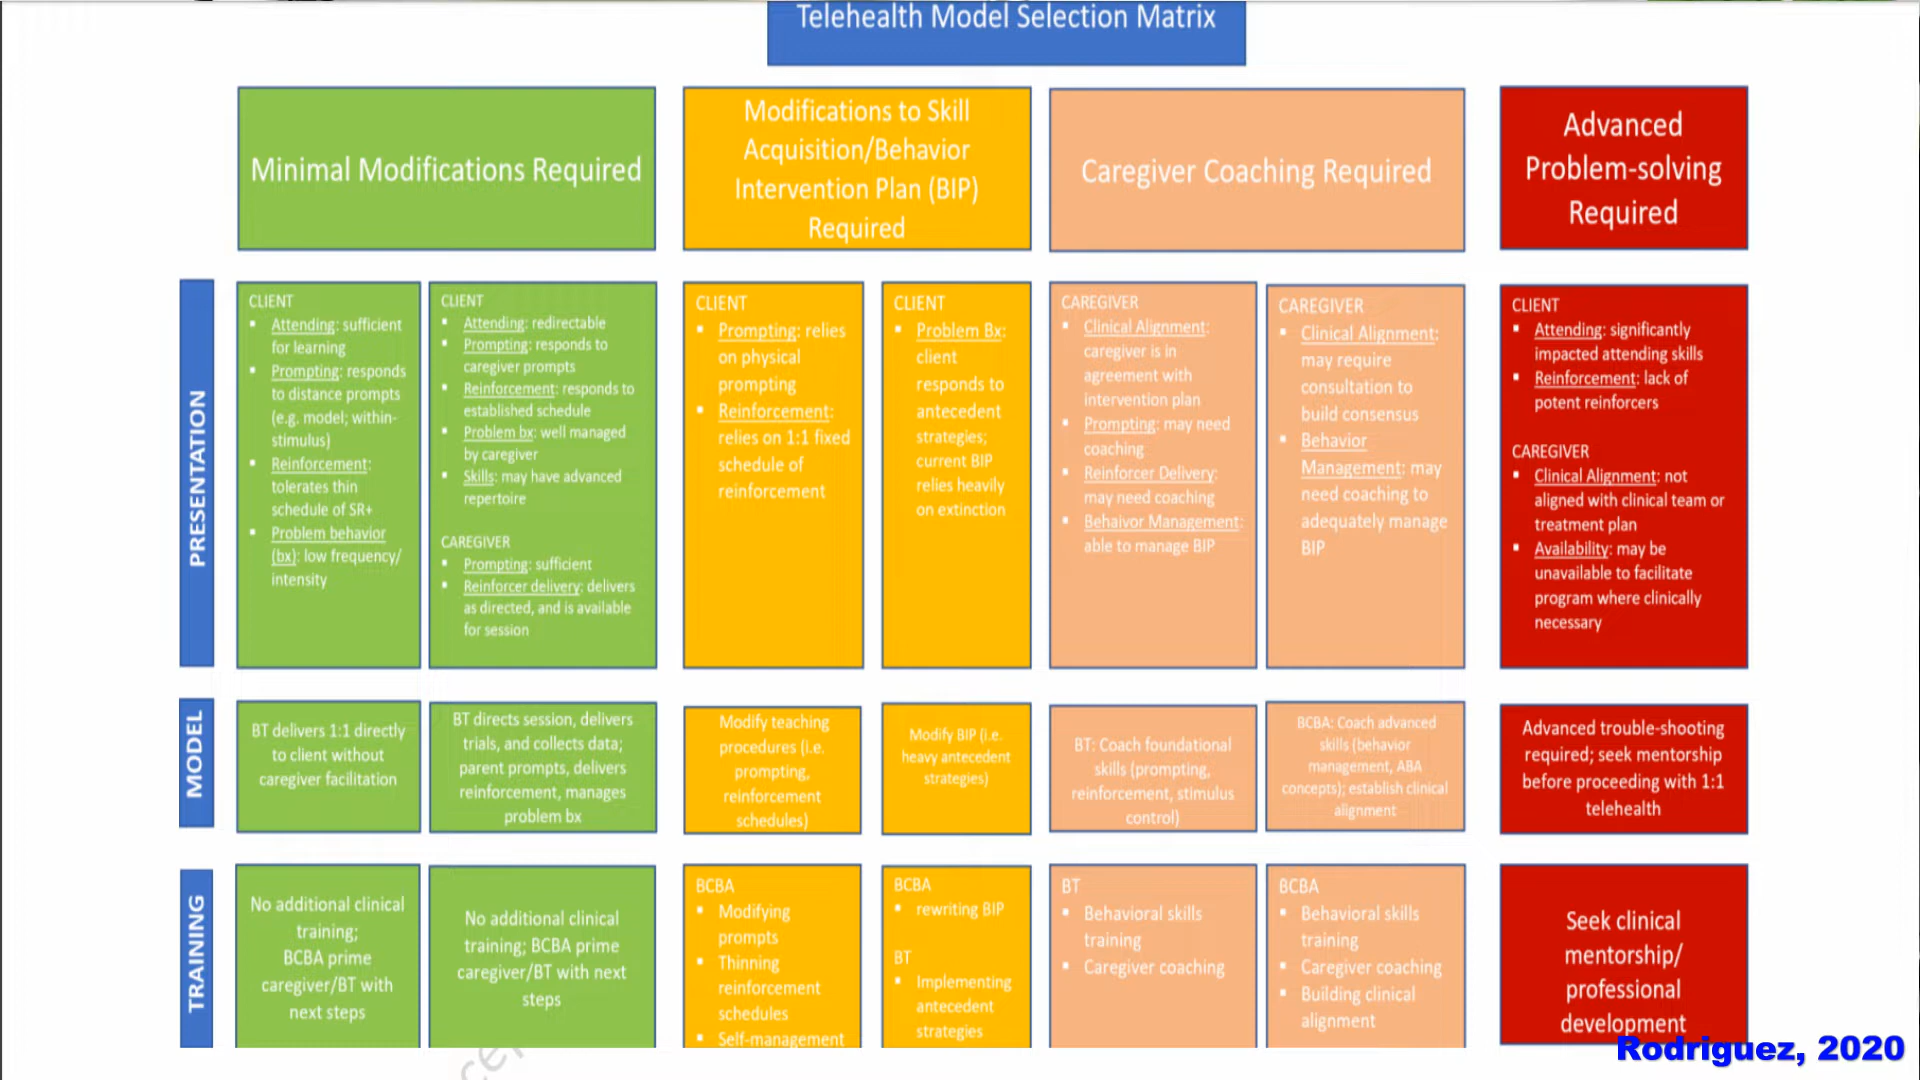 Telehealth Model Selection Matrix
Minimal Modifications Required
Modifications to Skill
Acquisition/Behavior
Intervention Plan (BIP)
Required
Caregiver Coaching Required
Advanced
Problem-solving
Required
PRESENTATION
CLIENT
▪ Attending: sufficient
for learning
▪ Prompting: responds
to distance prompts
(e.g. model; within-
stimulus)
▪ Reinforcement:
tolerates thin
schedule of SR+
▪ Problem behavior
(bx): low frequency/
intensity
CLIENT
▪ Attending: redirectable
▪ Prompting: responds to
caregiver prompts
▪ Reinforcement: responds to
established schedule
▪ Problem bx: well managed
by caregiver
▪ Skills: may have advanced
repertoire
CAREGIVER
▪ Prompting: sufficient
▪ Reinforcer delivery: delivers
as directed, and is available
for session
CLIENT
▪ Prompting: relies
on physical
prompting
▪ Reinforcement:
relies on 1:1 fixed
schedule of
reinforcement
CLIENT
▪ Problem Bx:
client
responds to
antecedent
strategies;
current BIP
relies heavily
on extinction
CAREGIVER
▪ Clinical Alignment:
caregiver is in
agreement with
intervention plan
▪ Prompting: may need
coaching
▪ Reinforcer Delivery:
may need coaching
▪ Behaivor Management:
able to manage BIP
CAREGIVER
▪ Clinical Alignment:
may require
consultation to
build consensus
▪ Behavior
Management: may
need coaching to
adequately manage
BIP
CLIENT
▪ Attending: significantly
impacted attending skills
▪ Reinforcement: lack of
potent reinforcers
CAREGIVER
▪ Clinical Alignment: not
aligned with clinical team or
treatment plan
▪ Availability: may be
unavailable to facilitate
program where clinically
necessary
MODEL
BT delivers 1:1 directly
to client without
caregiver facilitation
BT directs session, delivers
trials, and collects data;
parent prompts, delivers
reinforcement, manages
problem bx
Modify teaching
procedures (i.e.
prompting,
reinforcement
schedules)
Modify BIP (i.e.
heavy antecedent
strategies)
BT: Coach foundational
skills (prompting,
reinforcement, stimulus
control)
BCBA: Coach advanced
skills (behavior
management, ABA
concepts); establish clinical
alignment
Advanced trouble-shooting
required; seek mentorship
before proceeding with 1:1
telehealth
TRAINING
No additional clinical
training;
BCBA prime
caregiver/BT with
next steps
No additional clinical
training; BCBA prime
caregiver/BT with next
steps
BCBA
▪ Modifying
prompts
▪ Thinning
reinforcement
schedules
▪ Self-management
BCBA
▪ rewriting BIP
BT
▪ Implementing
antecedent
strategies
BT
▪ Behavioral skills
training
▪ Caregiver coaching
BCBA
▪ Behavioral skills
training
▪ Caregiver coaching
▪ Building clinical
alignment
Seek clinical
mentorship/
professional
development
Rodriguez, 2020